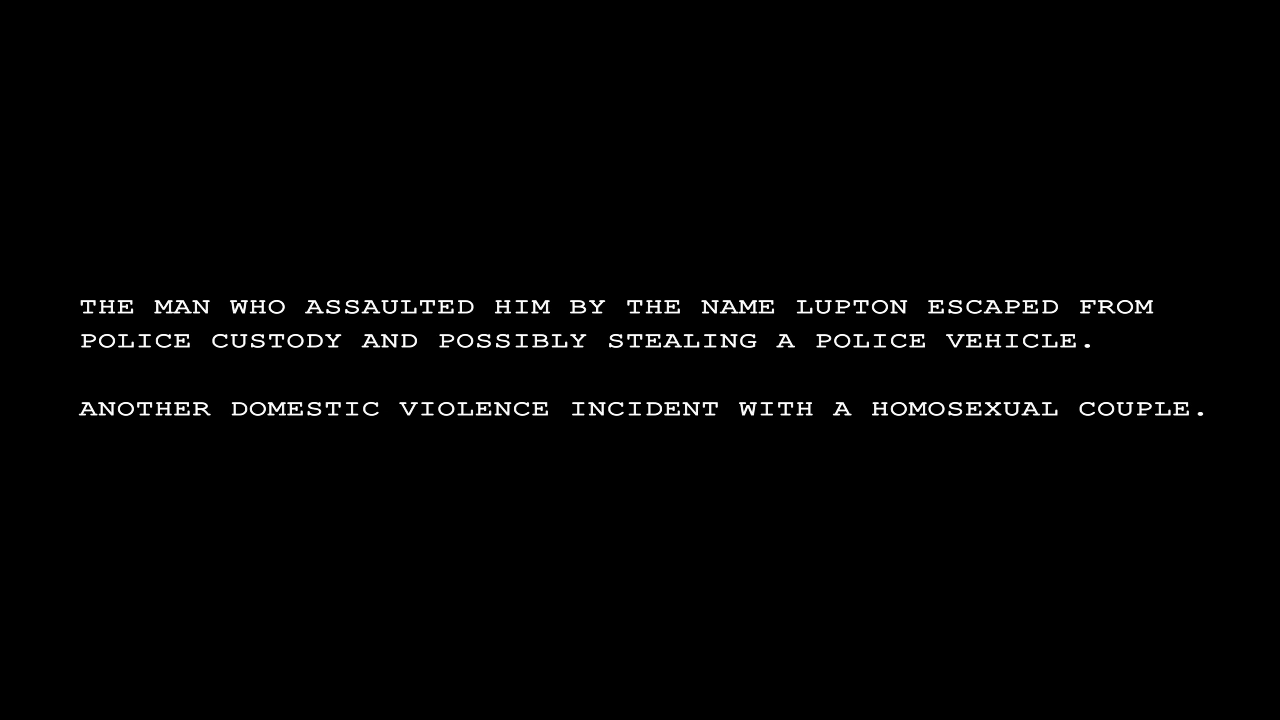 THE MAN WHO ASSAULTED HIM BY THE NAME LUPTON ESCAPED FROM
POLICE CUSTODY AND POSSIBLY STEALING A POLICE VEHICLE.
ANOTHER DOMESTIC VIOLENCE INCIDENT WITH A HOMOSEXUAL COUPLE.